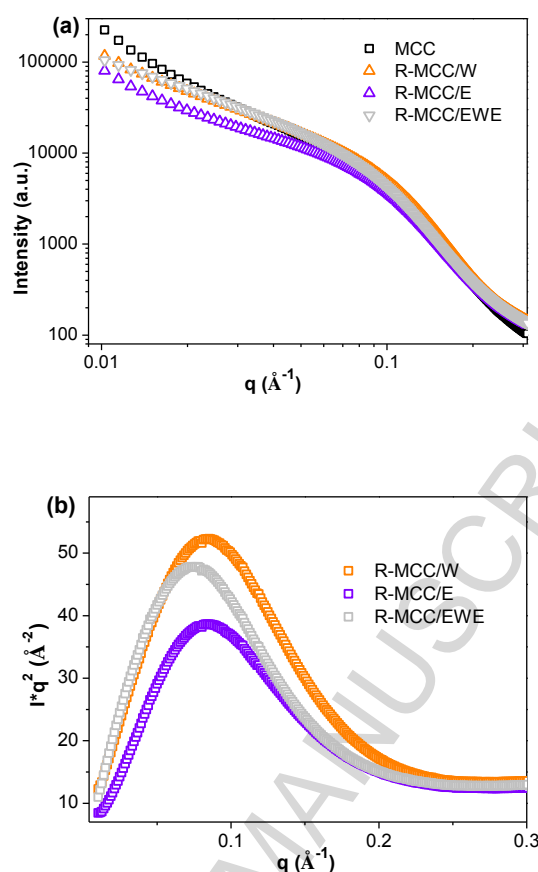 (a)
MCC
R-MCC/W
R-MCC/E
R-MCC/EWE
100000
10000
1000
100
Intensity (a.u.)
0.01
0.1
q (Å⁻¹)
(b)
R-MCC/W
R-MCC/E
R-MCC/EWE
50
40
30
20
10
I*q² (Å⁻²)
0.1
0.2
0.3
q (Å⁻¹)
MANUSCRI